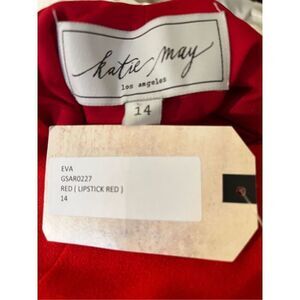 katie may
los angeles
14
EVA
GSAR0227
RED ( LIPSTICK RED )
14